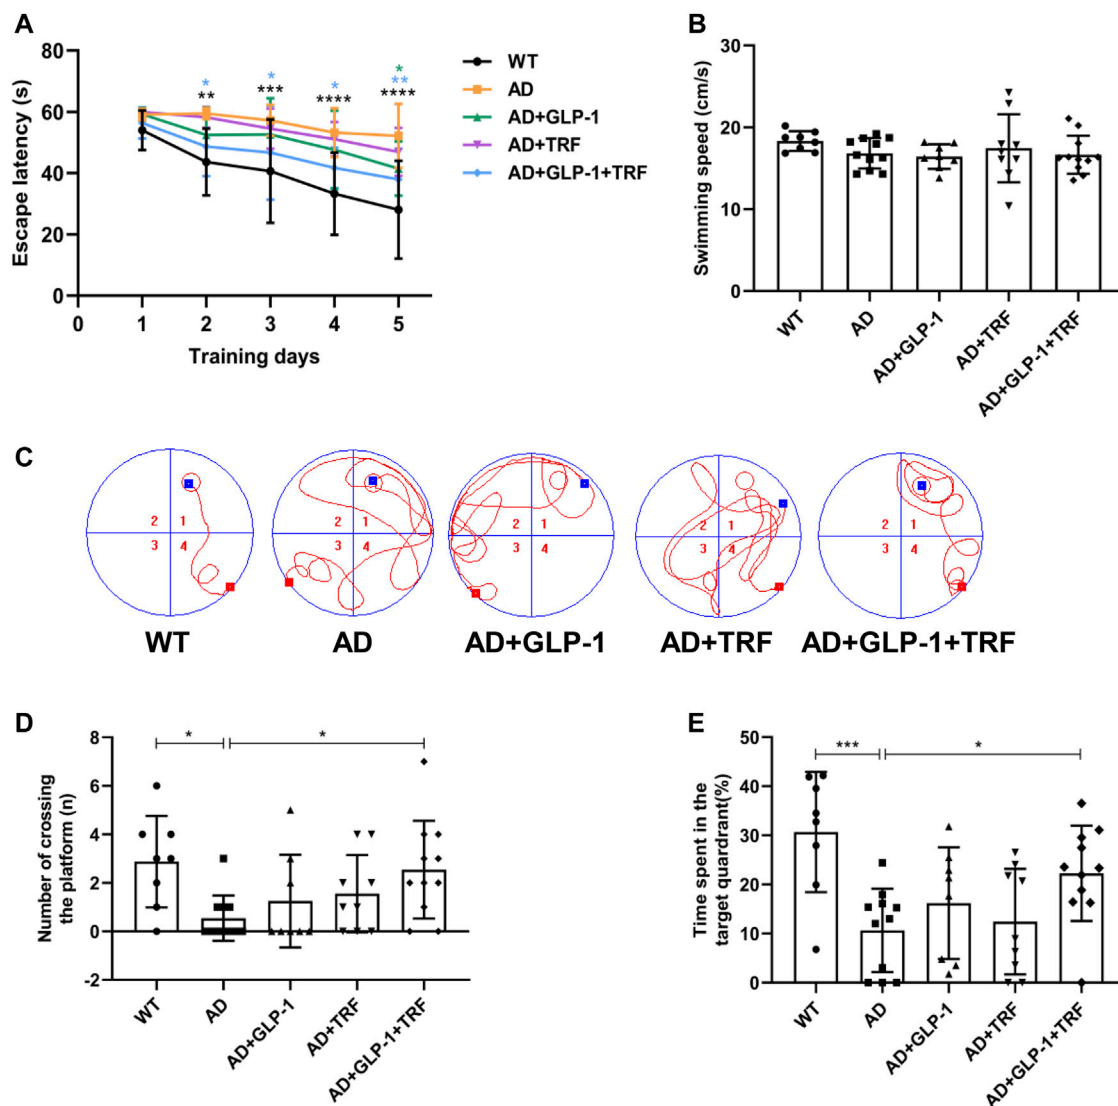 A
80
60
40
20
0
Escape latency (s)
*
**
*
***
*
****
*
**
****
0 1 2 3 4 5
Training days
WT
AD
AD+GLP-1
AD+TRF
AD+GLP-1+TRF
B
30
20
10
0
Swimming speed (cm/s)
WT
AD
AD+GLP-1
AD+TRF
AD+GLP-1+TRF
C
2 1
3 4
2 1
3 4
2 1
3 4
2 1
3 4
2 1
3 4
WT AD AD+GLP-1 AD+TRF AD+GLP-1+TRF
D
8
6
4
2
0
-2
Number of crossing
the platform (n)
* *
WT
AD
AD+GLP-1
AD+TRF
AD+GLP-1+TRF
E
50
40
30
20
10
0
Time spent in the
target quardrant(%)
*** *
WT
AD
AD+GLP-1
AD+TRF
AD+GLP-1+TRF